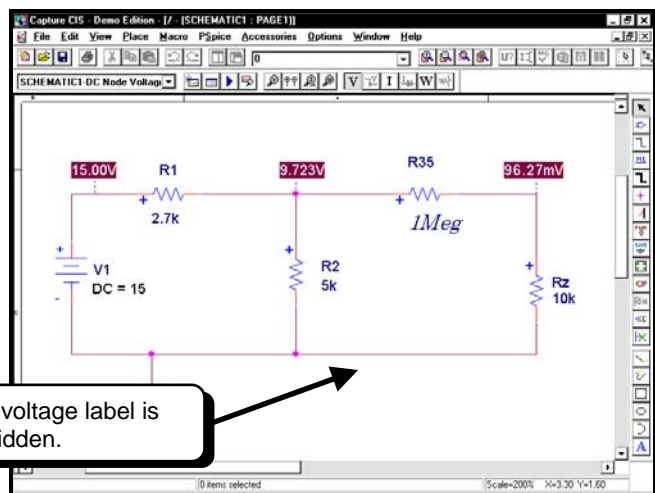 Capture CIS - Demo Edition - [/ - (SCHEMATIC1 : PAGE1)]
File Edit View Place Macro PSpice Accessories Options Window Help
0
U?
SCHEMATIC1-DC Node Voltag
V I W
15.00V R1 9.723V R35 96.27mV
+ +
2.7k 1Meg
+ + +
V1 R2 Rz
DC = 15 5k 10k
-
voltage label is
idden.
0 items selected Scale=200% X=3.30 Y=1.60